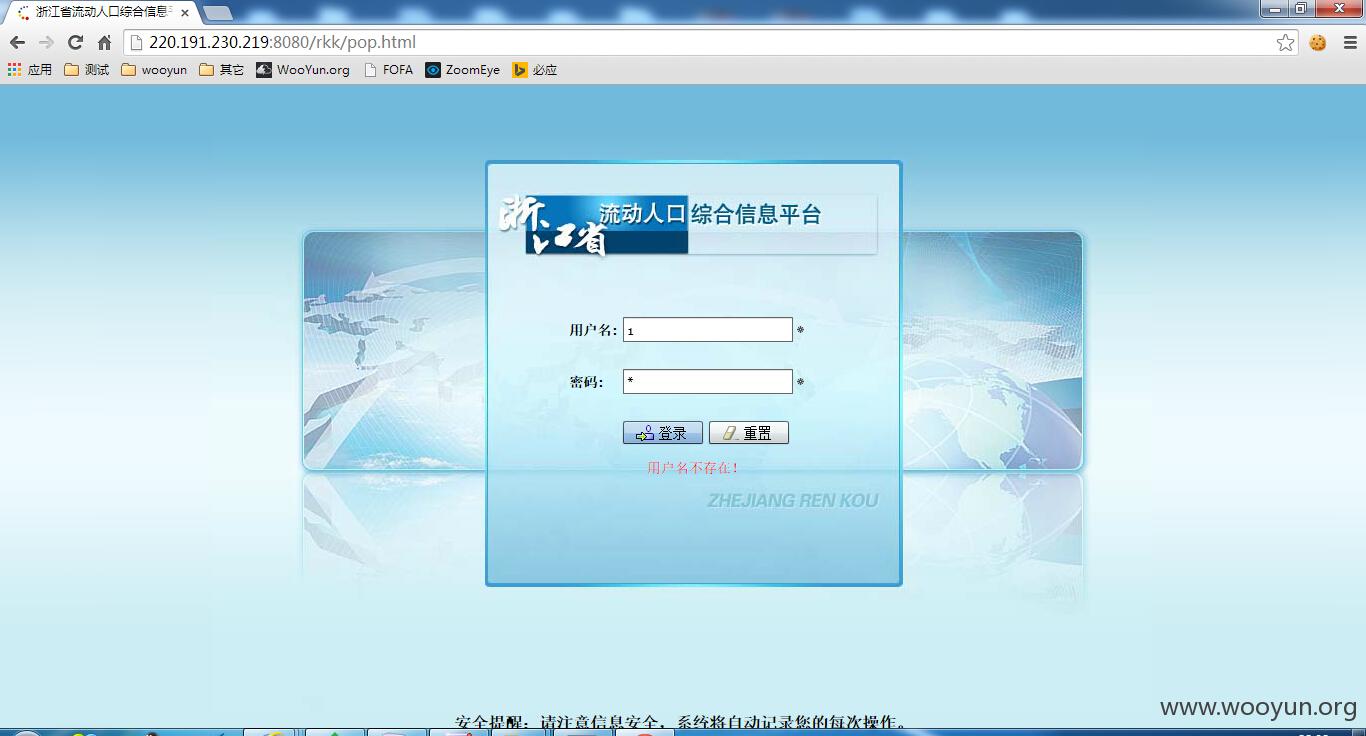 浙江省流动人口综合信息
220.191.230.219:8080/rkk/pop.html
应用 测试 wooyun 其它 WooYun.org FOFA ZoomEye 必应
浙江省 流动人口综合信息平台
用户名: 1 *
密码: * *
登录 重置
用户名不存在!
ZHEJIANG REN KOU
www.wooyun.org
安全提醒：请注意信息安全，系统将自动记录您的每次操作。